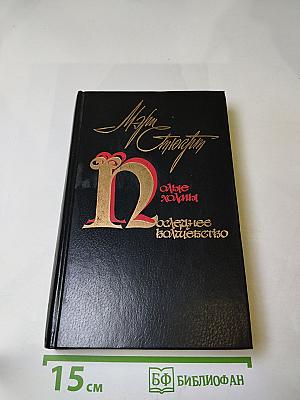 Мэри
Стюарт
Полые
холмы
Последнее
волшебство
15 см
БФ БИБЛИОФАН